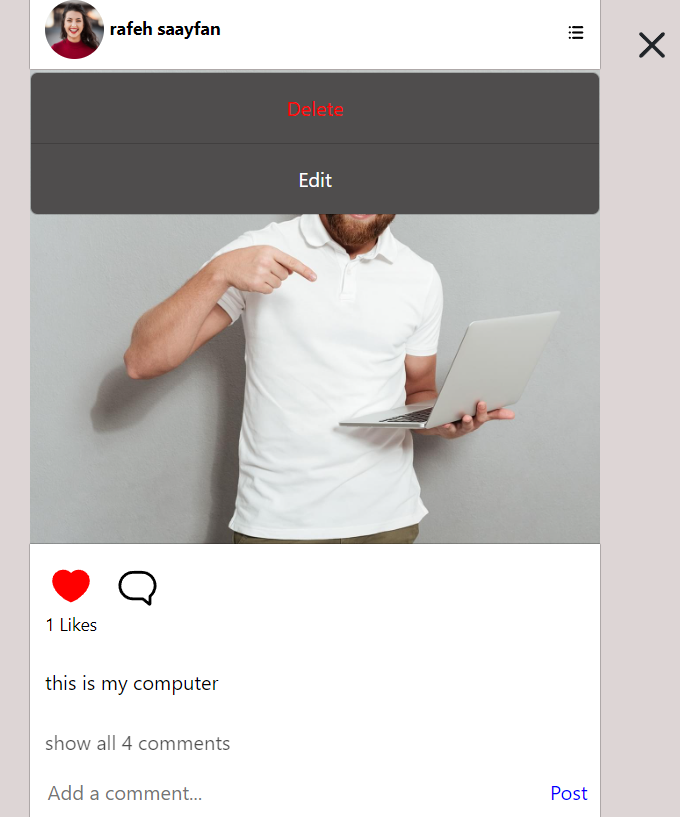 rafeh saayfan
Delete
Edit
1 Likes
this is my computer
show all 4 comments
Add a comment... Post